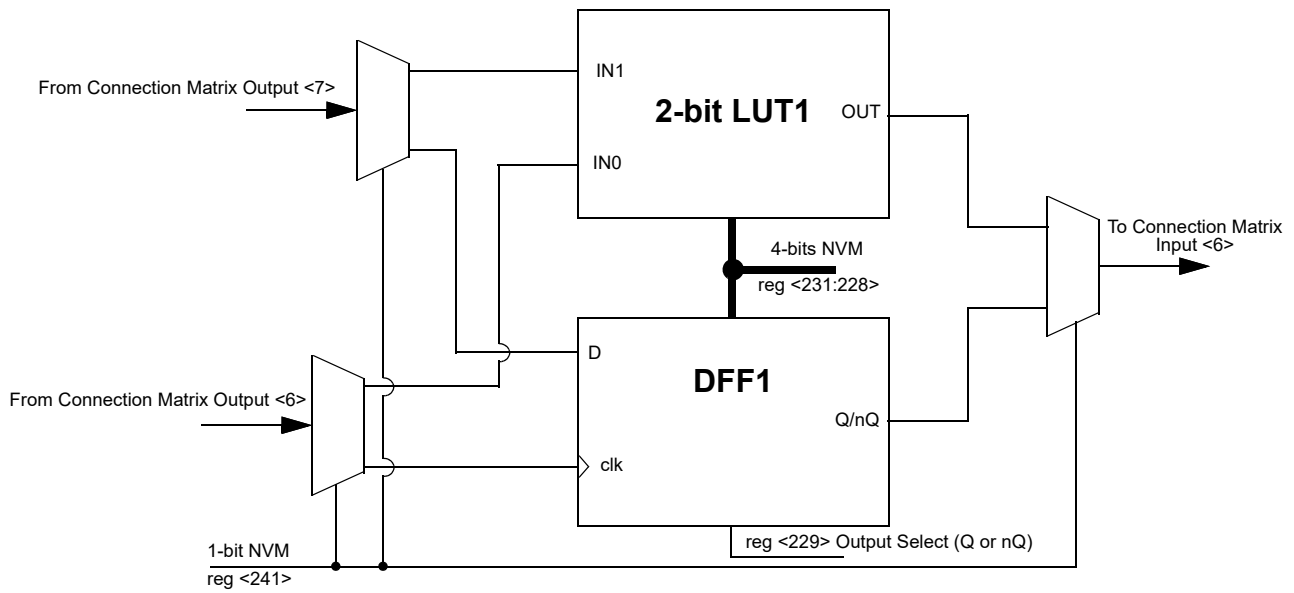 From Connection Matrix Output <7>
IN1
2-bit LUT1
OUT
IN0
To Connection Matrix
Input <6>
4-bits NVM
reg <231:228>
D
DFF1
From Connection Matrix Output <6>
Q/nQ
clk
reg <229> Output Select (Q or nQ)
1-bit NVM
reg <241>